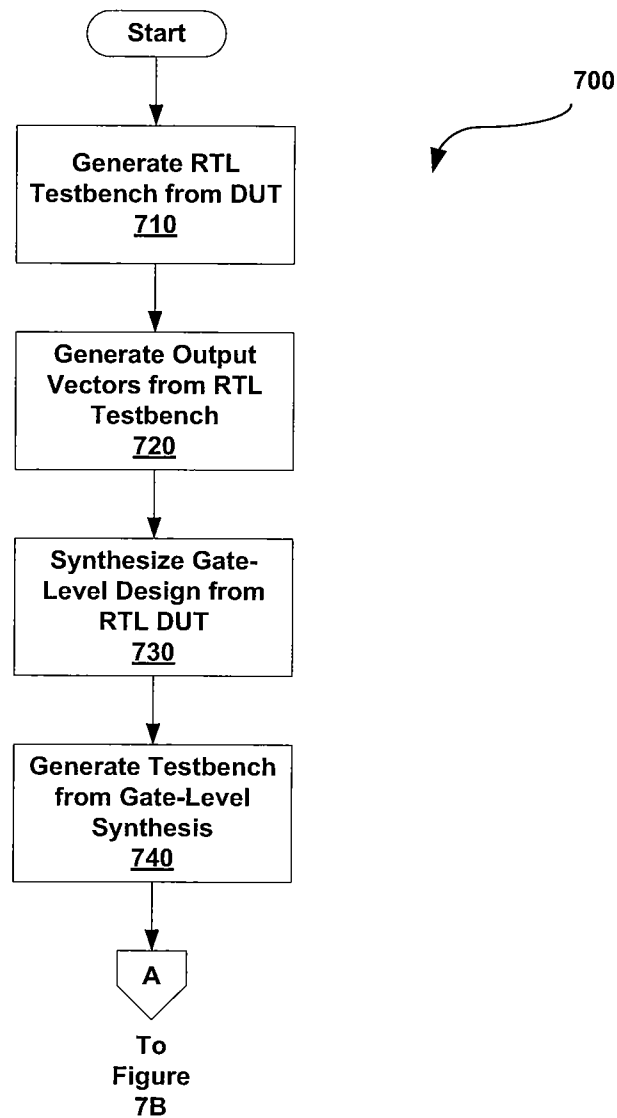 Start
700
Generate RTL
Testbench from DUT
710
Generate Output
Vectors from RTL
Testbench
720
Synthesize Gate-
Level Design from
RTL DUT
730
Generate Testbench
from Gate-Level
Synthesis
740
A
To
Figure
7B